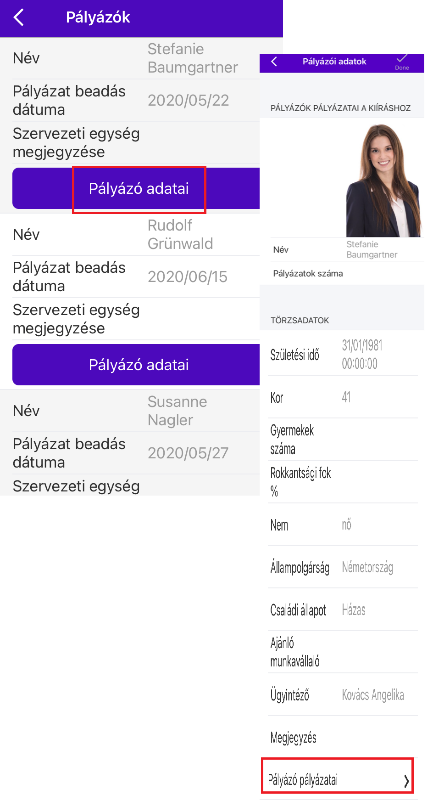 Pályázók
Név
Stefanie
Baumgartner
Pályázat beadás
dátuma
2020/05/22
Szervezeti egység
megjegyzése
Pályázó adatai
Név
Rudolf
Grünwald
Pályázat beadás
dátuma
2020/06/15
Szervezeti egység
megjegyzése
Pályázó adatai
Név
Susanne
Nagler
Pályázat beadás
dátuma
2020/05/27
Szervezeti egység
Pályázói adatok
Done
PÁLYÁZÓK PÁLYÁZATAI A KIÍRÁSHOZ
Név
Stefanie
Baumgartner
Pályázatok száma
TÖRZSADATOK
Születési idő
31/01/1981
00:00:00
Kor
41
Gyermekek
száma
Rokkantsági fok
%
Nem
nő
Állampolgárság
Németország
Családi állapot
Házas
Ajánló
munkavállaló
Ügyintéző
Kovács Angelika
Megjegyzés
Pályázó pályázatai